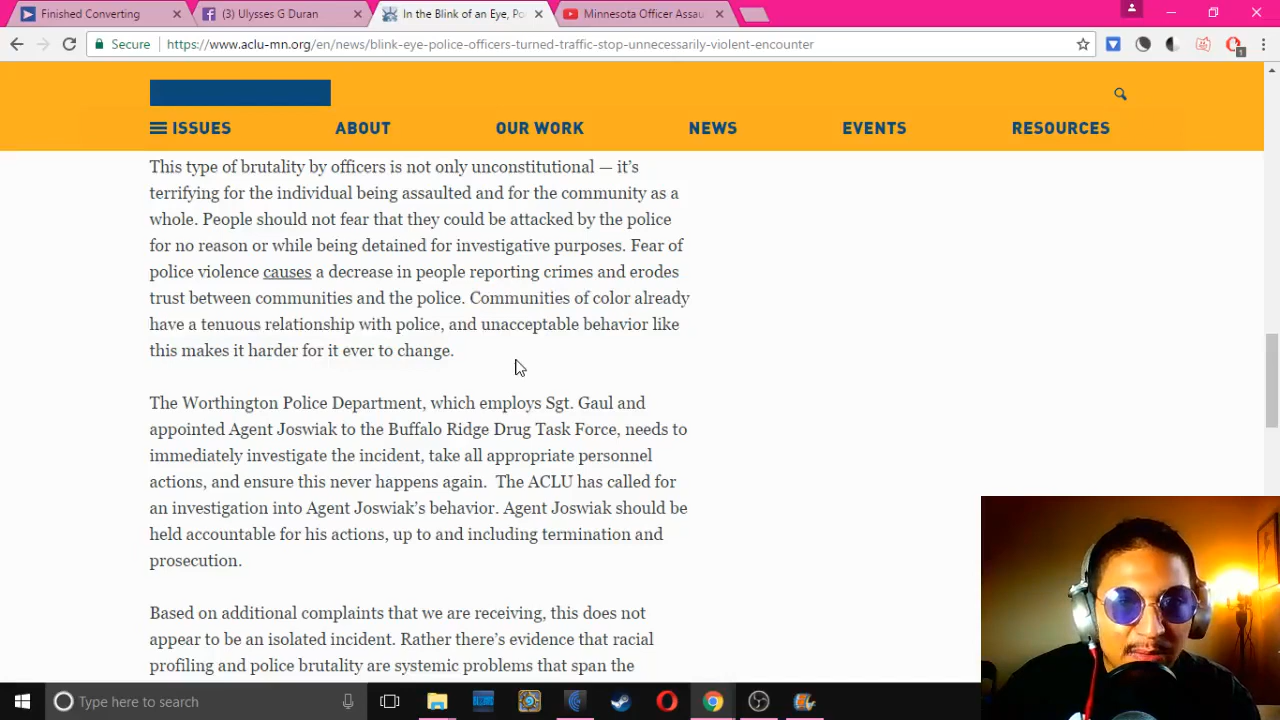 Finished Converting
(3) Ulysses G Duran
In the Blink of an Eye, Po
Minnesota Officer Assau
Secure
https://www.aclu-mn.org/en/news/blink-eye-police-officers-turned-traffic-stop-unnecessarily-violent-encounter
1
ISSUES
ABOUT
OUR WORK
NEWS
EVENTS
RESOURCES
This type of brutality by officers is not only unconstitutional — it’s
terrifying for the individual being assaulted and for the community as a
whole. People should not fear that they could be attacked by the police
for no reason or while being detained for investigative purposes. Fear of
police violence causes a decrease in people reporting crimes and erodes
trust between communities and the police. Communities of color already
have a tenuous relationship with police, and unacceptable behavior like
this makes it harder for it ever to change.
The Worthington Police Department, which employs Sgt. Gaul and
appointed Agent Joswiak to the Buffalo Ridge Drug Task Force, needs to
immediately investigate the incident, take all appropriate personnel
actions, and ensure this never happens again.  The ACLU has called for
an investigation into Agent Joswiak’s behavior. Agent Joswiak should be
held accountable for his actions, up to and including termination and
prosecution.
Based on additional complaints that we are receiving, this does not
appear to be an isolated incident. Rather there’s evidence that racial
profiling and police brutality are systemic problems that span the
Type here to search